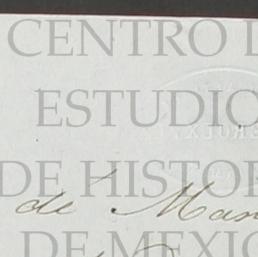 CENTRO D
ESTUDIO
DE HISTOR
de Man
DE MEXIC